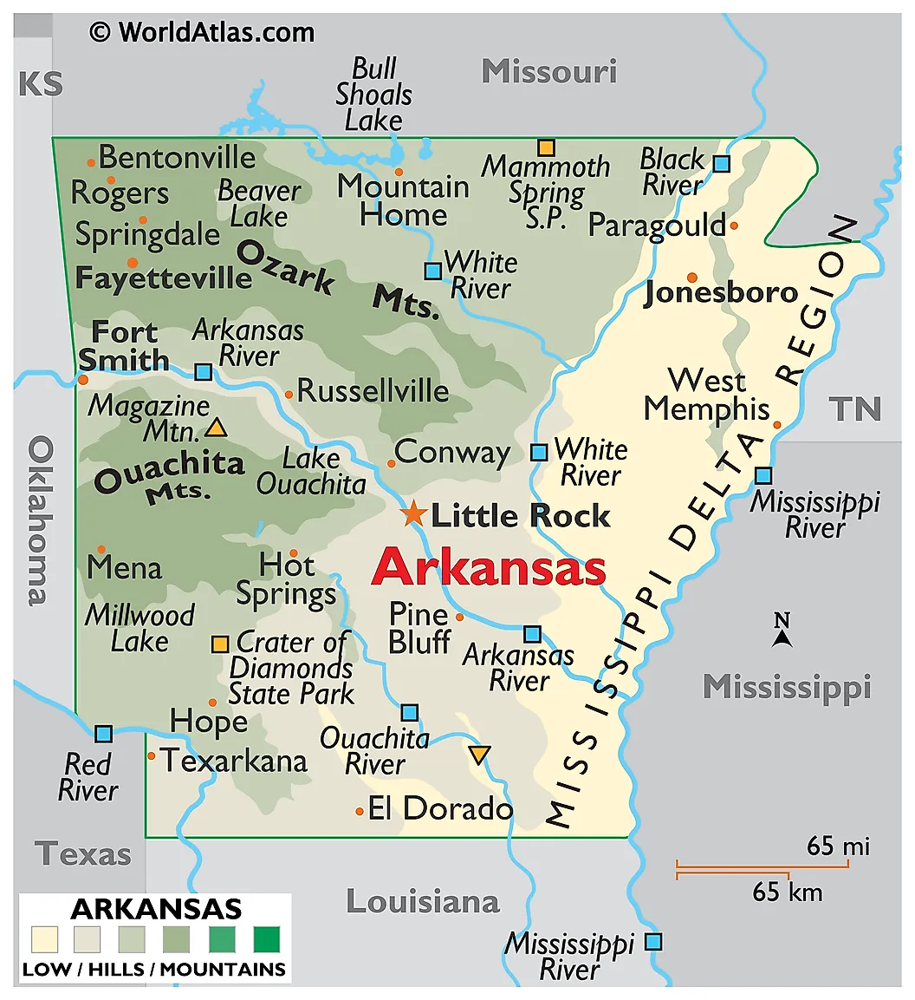 © WorldAtlas.com
KS
Missouri
Bull
Shoals
Lake
Bentonville
Rogers
Beaver
Lake
Springdale
Fayetteville
Mountain
Home
Mammoth
Spring
S.P.
Black
River
Paragould
Ozark Mts.
White
River
Jonesboro
Fort
Smith
Arkansas
River
Russellville
West
Memphis
TN
Magazine
Mtn.
Ouachita
Mts.
Lake
Ouachita
Conway
White
River
Oklahoma
Little Rock
Arkansas
Mississippi
River
MISSISSIPPI DELTA REGION
Mena
Hot
Springs
Millwood
Lake
Pine
Bluff
Arkansas
River
N
Crater of
Diamonds
State Park
Mississippi
Hope
Ouachita
River
Red
River
Texarkana
El Dorado
Texas
65 mi
65 km
Louisiana
Mississippi
River
ARKANSAS
LOW / HILLS / MOUNTAINS